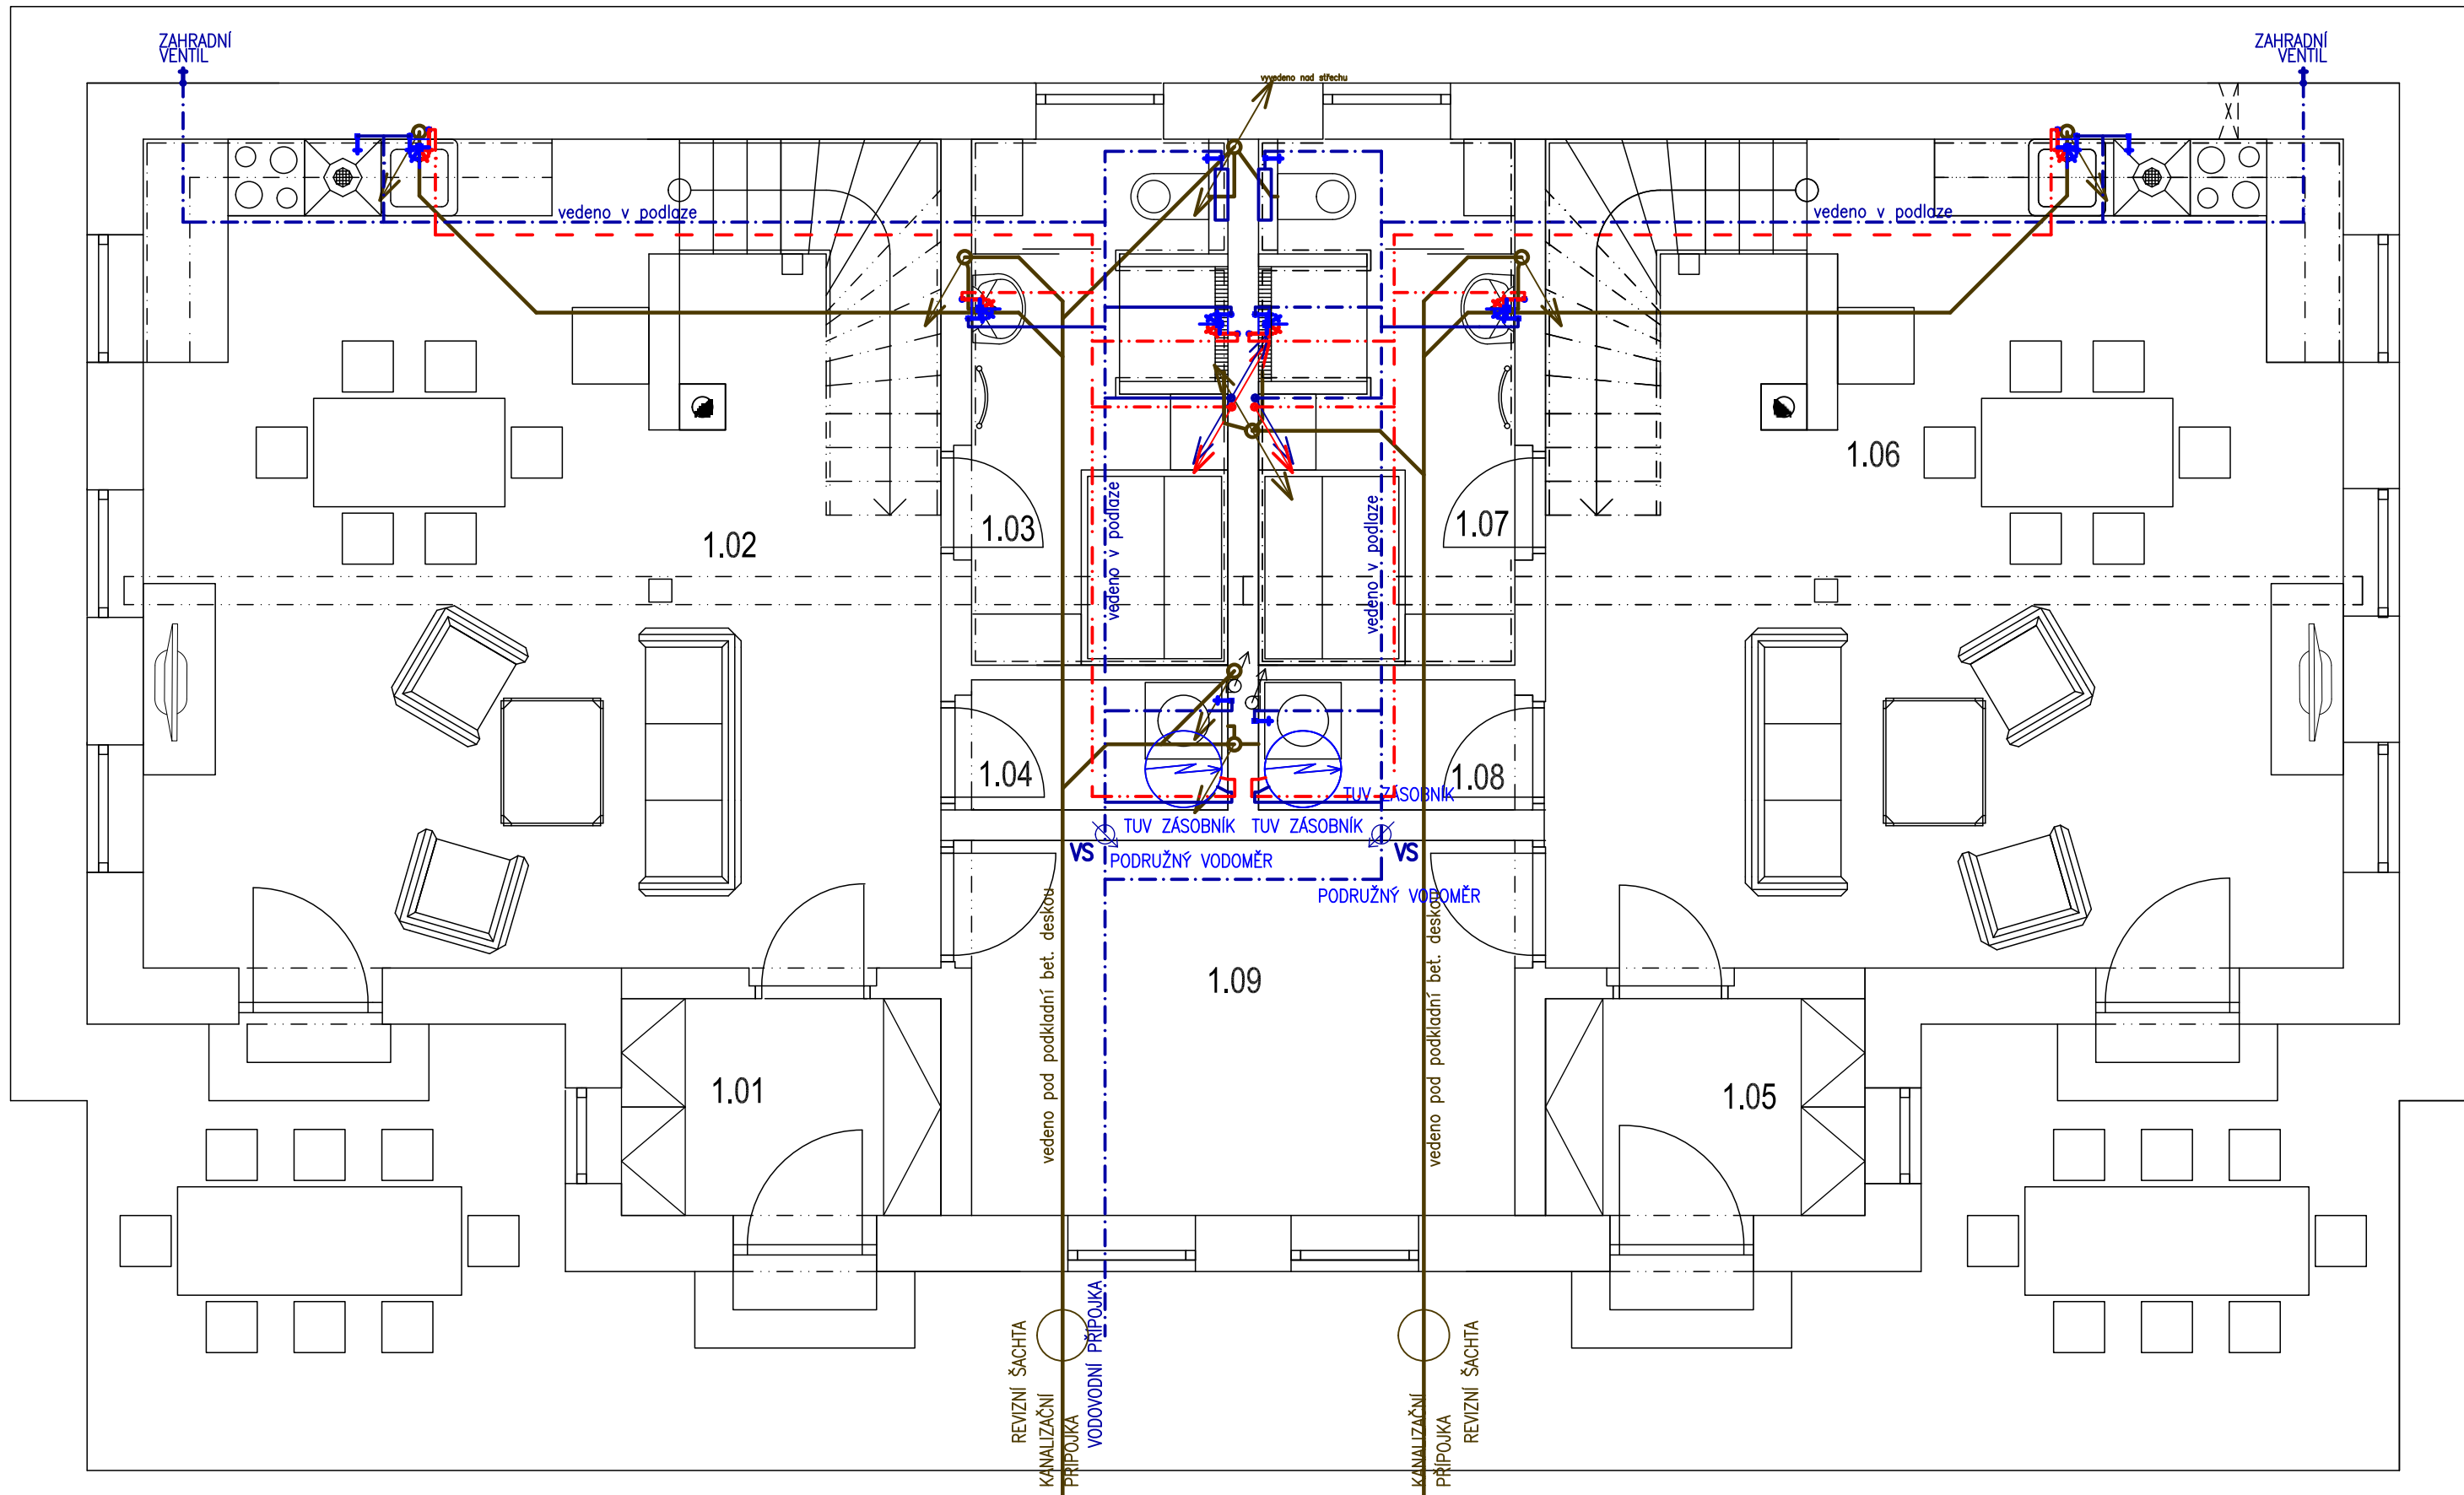 ZAHRADNÍ
VENTIL
vyvedeno nad střechu
ZAHRADNÍ
VENTIL
vedeno v podlaze
vedeno v podlaze
1.06
vedeno v podlaze
vedeno v podlaze
1.03
1.07
1.02
1.04
1.08
TUV ZÁSOBNÍK
TUV ZÁSOBNÍK
TUV ZÁSOBNÍK
VS
VS
PODRUŽNÝ VODOMĚR
PODRUŽNÝ VODOMĚR
vedeno pod podkladní bet. deskou
vedeno pod podkladní bet. deskou
1.09
1.01
1.05
REVIZNÍ ŠACHTA
KANALIZAČNÍ
PŘÍPOJKA
VODOVODNÍ PŘÍPOJKA
KANALIZAČNÍ
PŘÍPOJKA
REVIZNÍ ŠACHTA